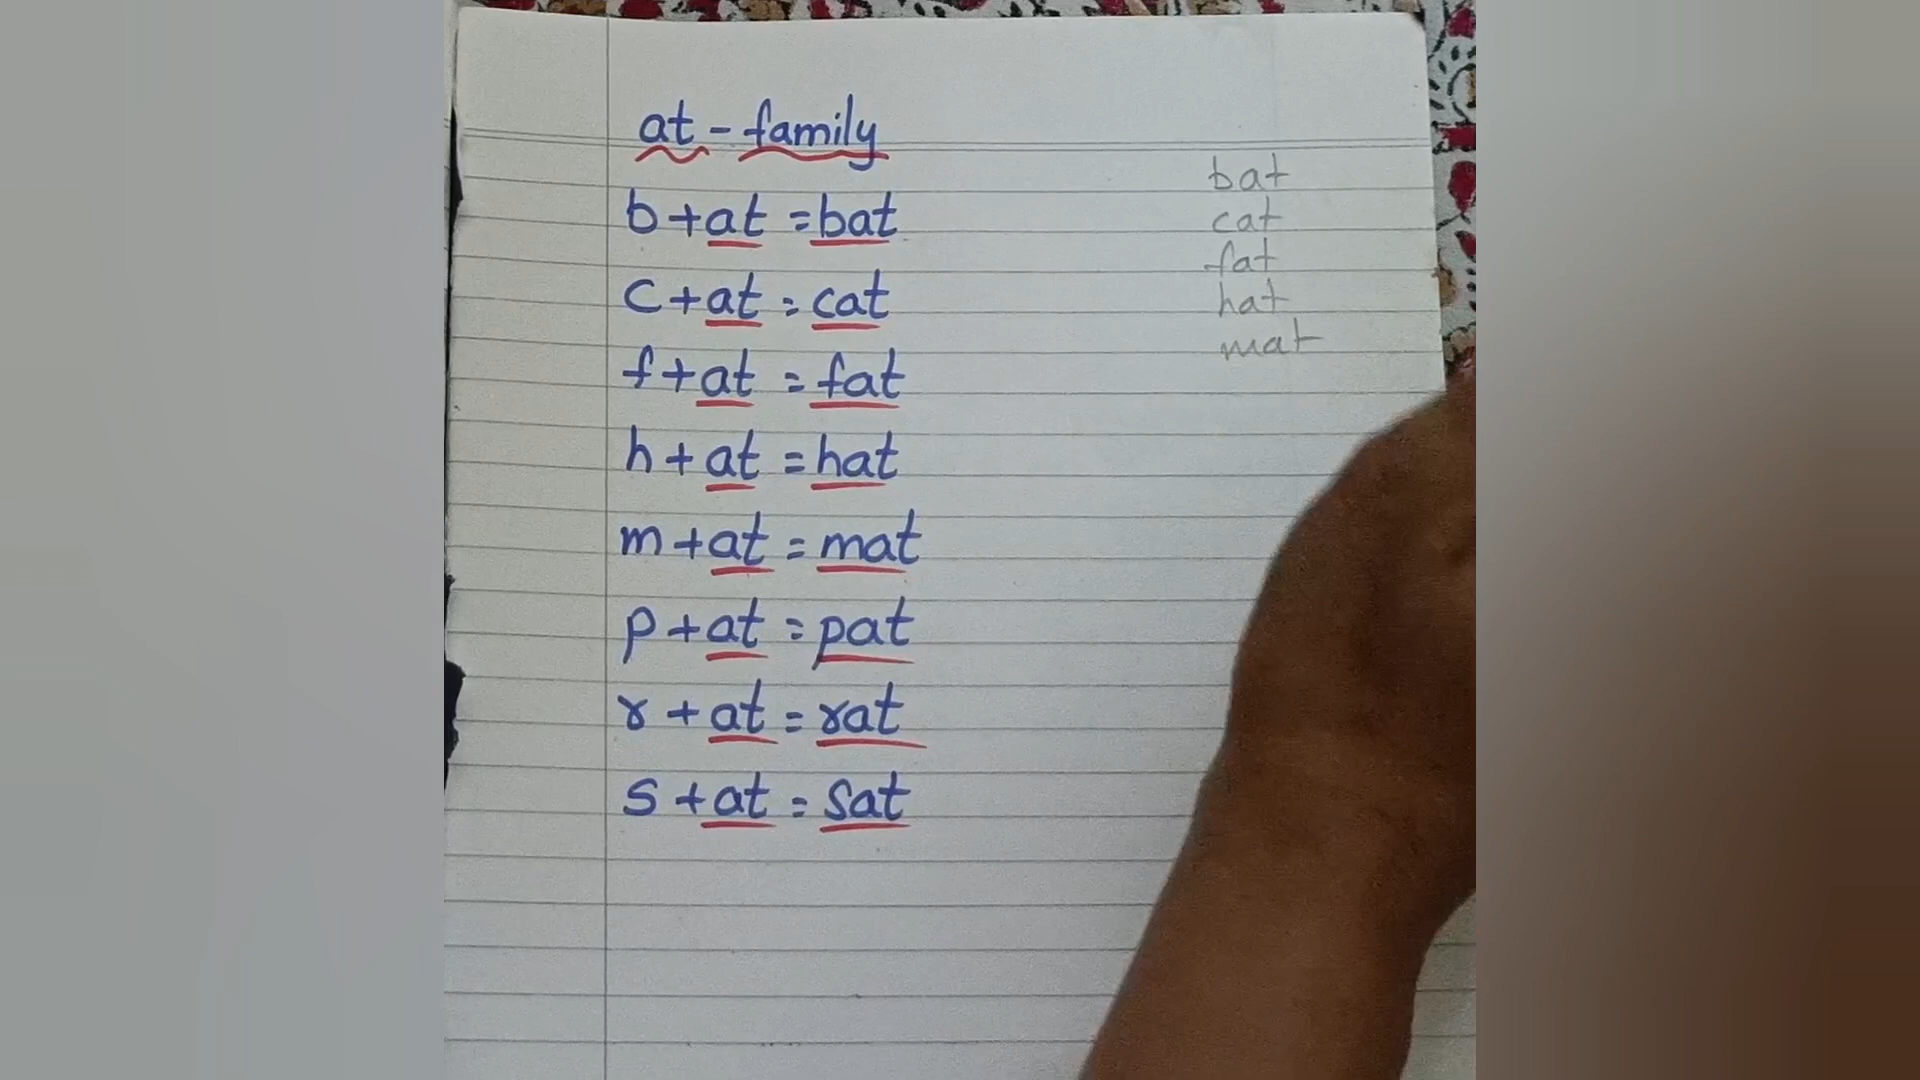 at - family
b + at = bat
c + at = cat
f + at = fat
h + at = hat
m + at = mat
p + at = pat
r + at = rat
s + at = sat
bat
cat
fat
hat
mat